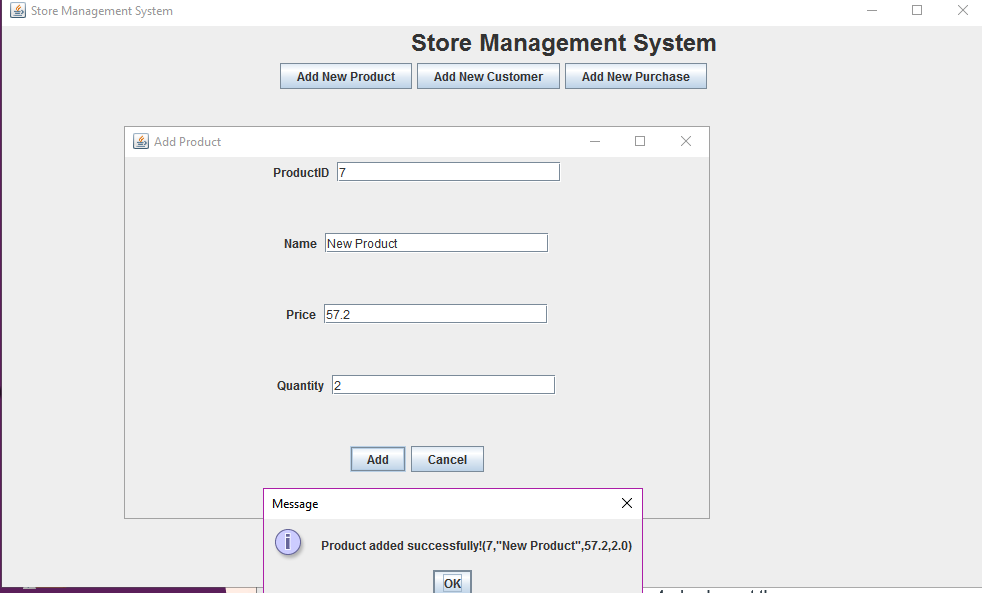 Store Management System
Store Management System
Add New Product Add New Customer Add New Purchase
Add Product
ProductID 7
Name New Product
Price 57.2
Quantity 2
Add Cancel
Message
Product added successfully!(7,"New Product",57.2,2.0)
OK